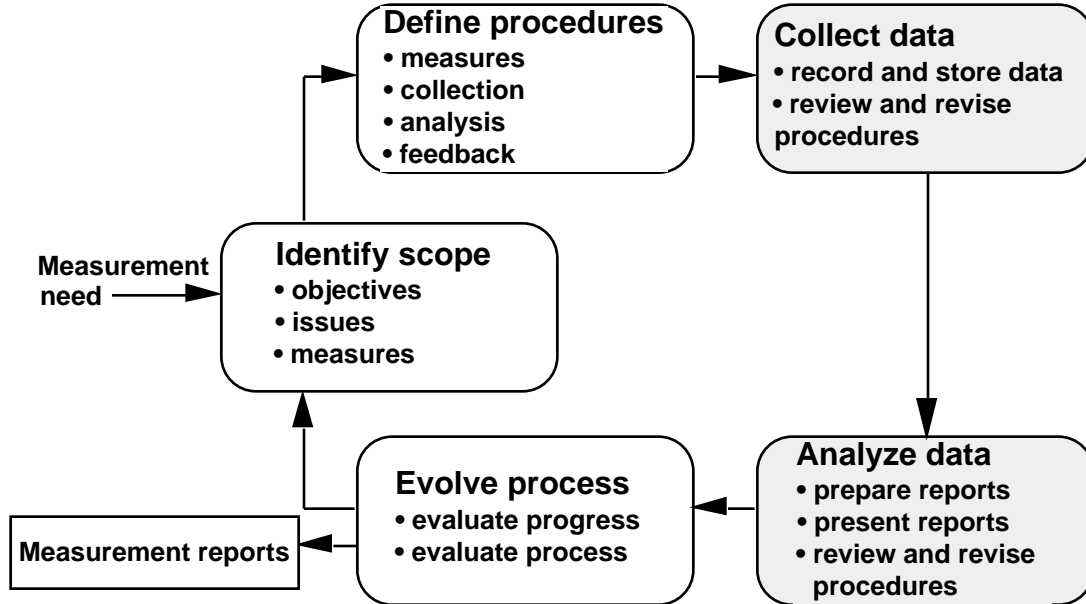 Define procedures
• measures
• collection
• analysis
• feedback
Collect data
• record and store data
• review and revise
procedures
Measurement
need
Identify scope
• objectives
• issues
• measures
Evolve process
• evaluate progress
• evaluate process
Analyze data
• prepare reports
• present reports
• review and revise
procedures
Measurement reports